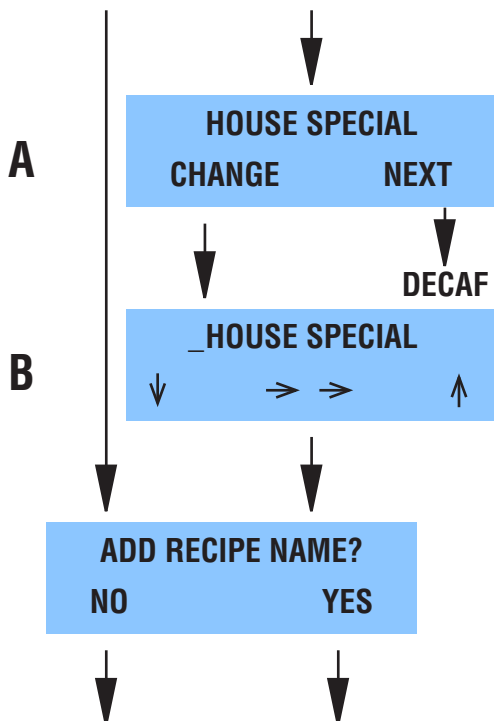 HOUSE SPECIAL
A
CHANGE NEXT
DECAF
_HOUSE SPECIAL
B
ADD RECIPE NAME?
NO YES